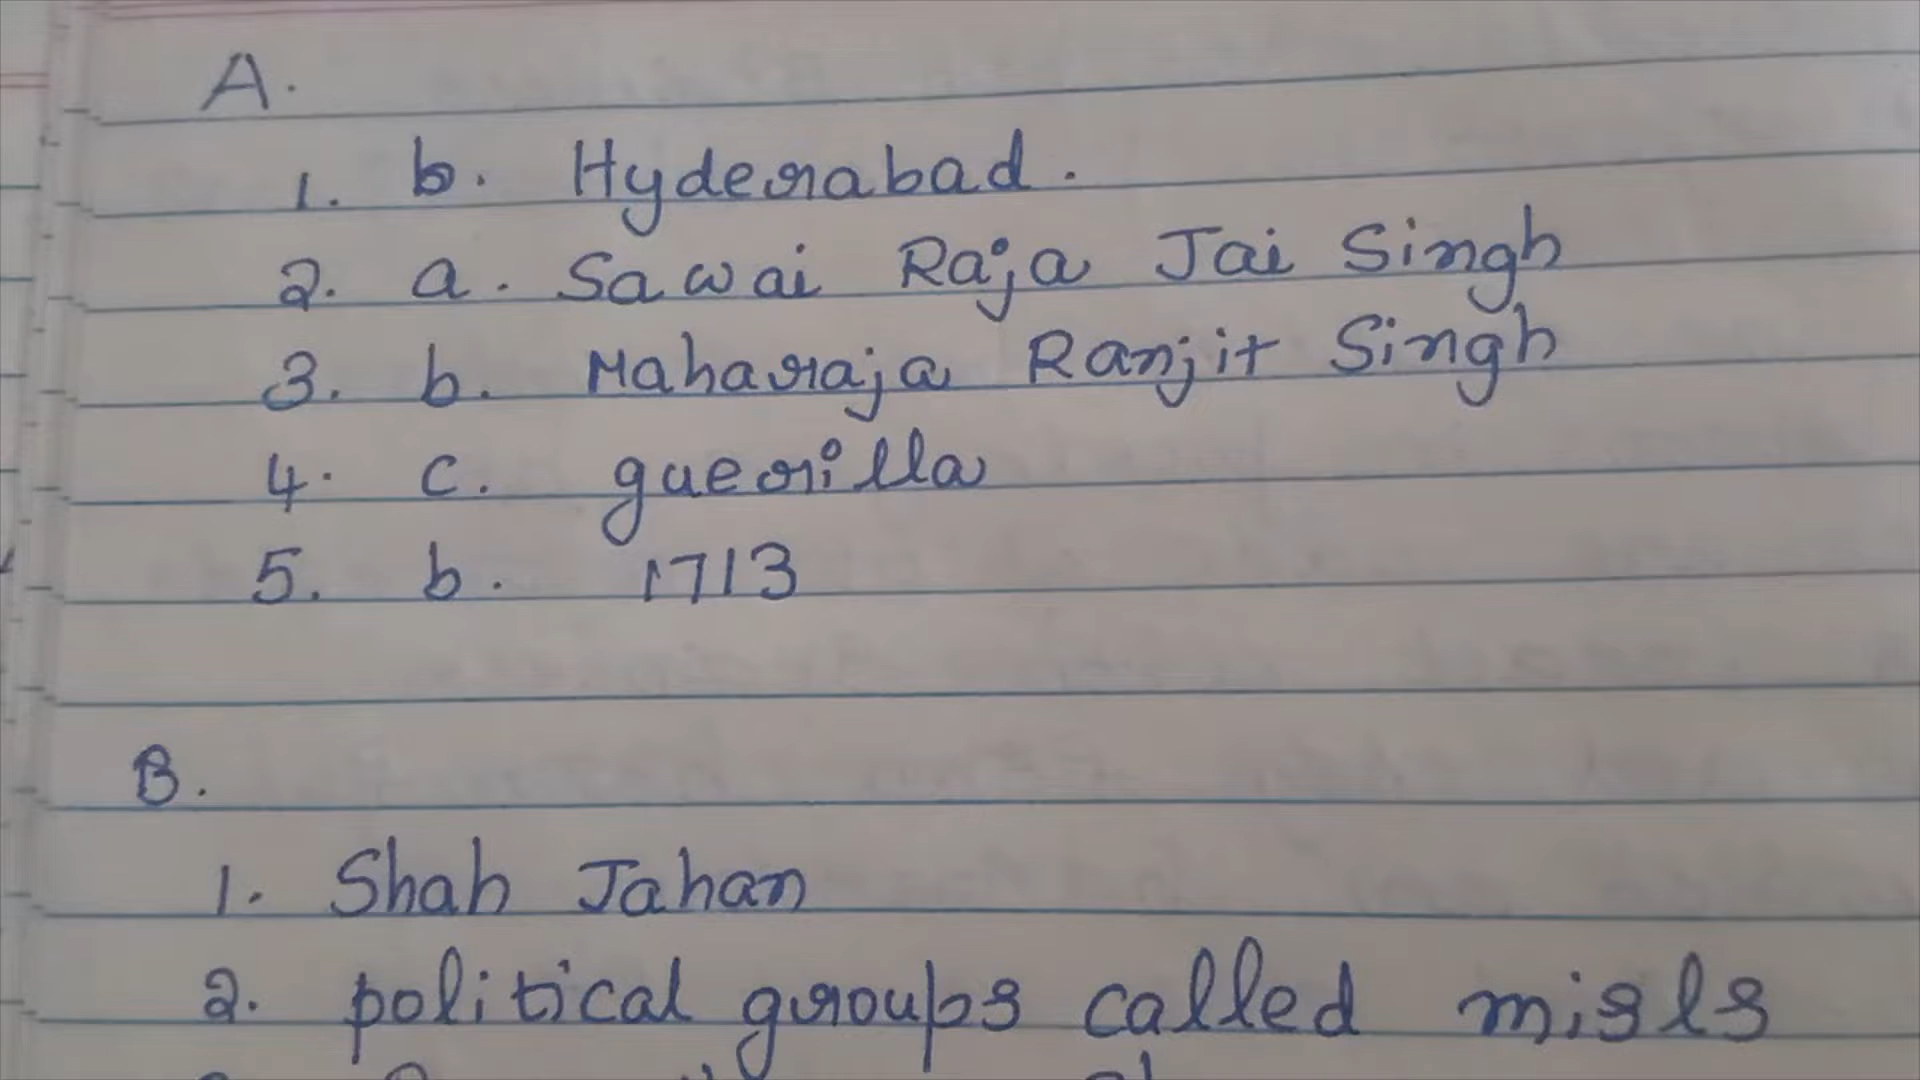 A.
1. b. Hyderabad.
2. a. Sawai Raja Jai Singh
3. b. Maharaja Ranjit Singh
4. c. guerilla
5. b. 1713
B.
1. Shah Jahan
2. political groups called misls